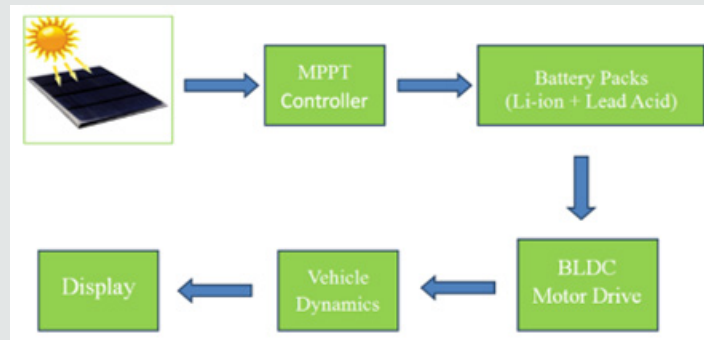 MPPT
Controller
Battery Packs
(Li-ion + Lead Acid)
BLDC
Motor Drive
Vehicle
Dynamics
Display